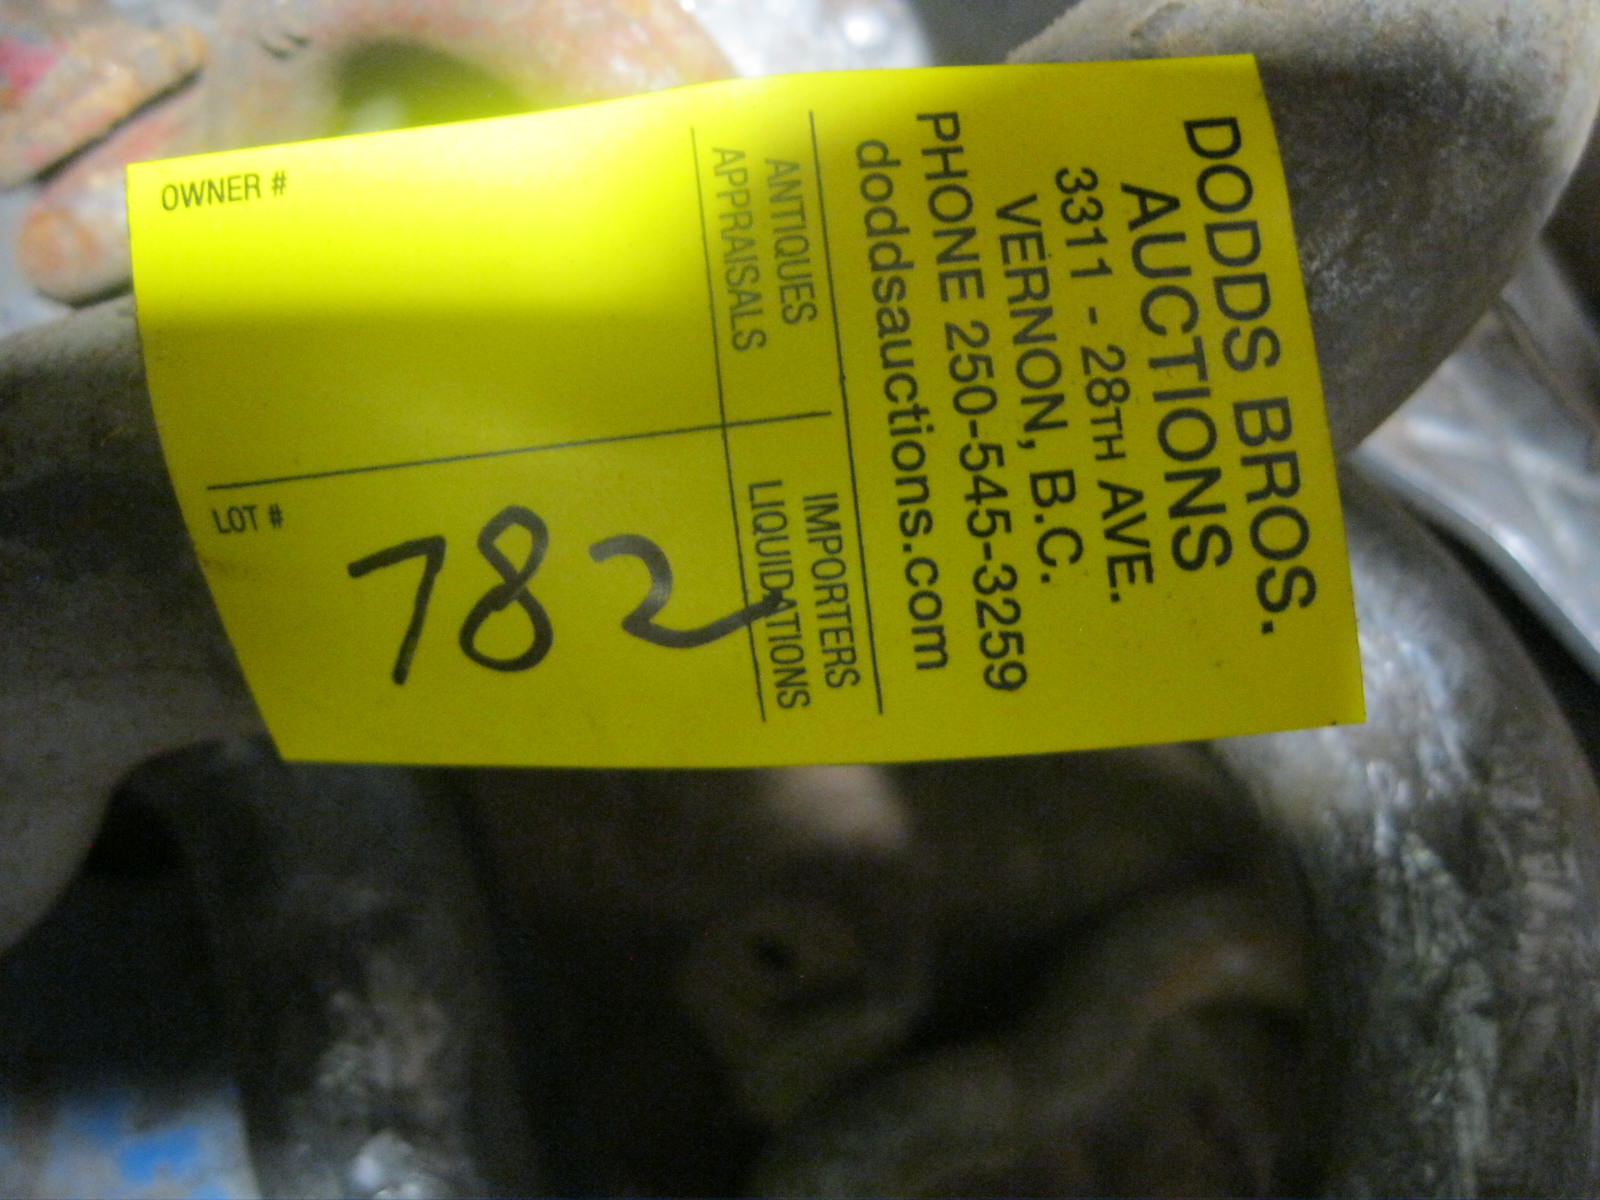 DODDS BROS.
AUCTIONS
3311 - 28TH AVE.
VERNON, B.C.
PHONE 250-545-3259
doddsauctions.com
ANTIQUES
APPRAISALS
IMPORTERS
LIQUIDATIONS
OWNER #
LOT #
782